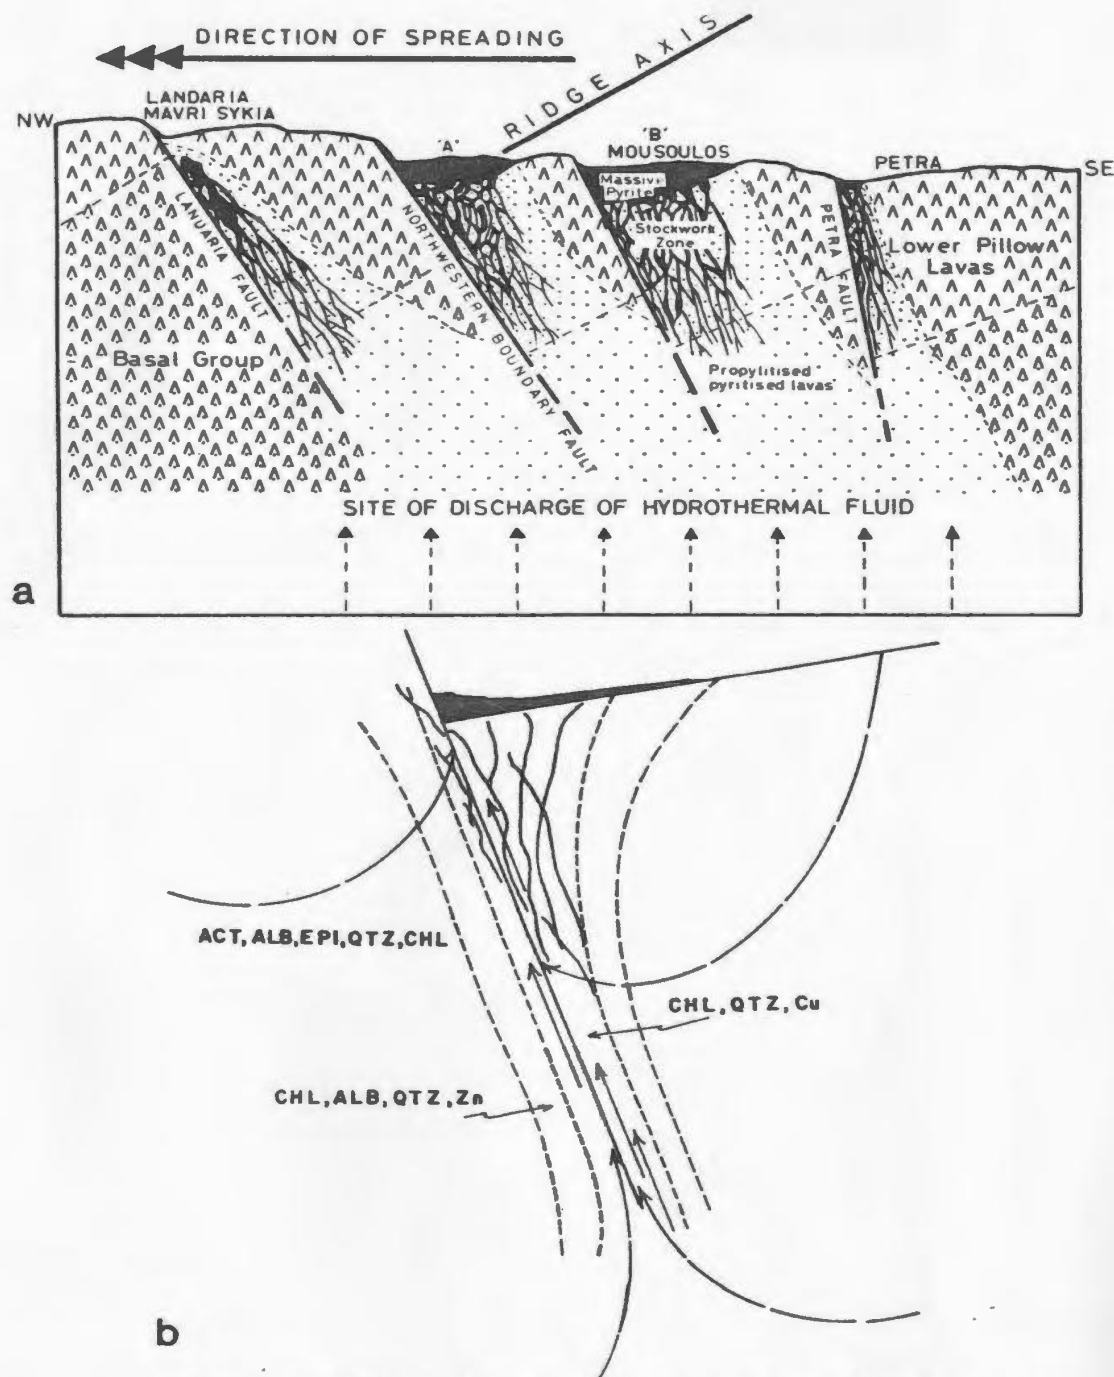 DIRECTION OF SPREADING
RIDGE AXIS
LANDARIA
MAVRI SYKIA
NW
'A'
'B'
MOUSOULOS
PETRA
SE
Massive
Pyrite
Stockwork
Zone
LANDARIA FAULT
NORTHWESTERN BOUNDARY FAULT
PETRA FAULT
Lower Pillow
Lavas
Basal Group
Propylitised
pyritised lavas
SITE OF DISCHARGE OF HYDROTHERMAL FLUID
a
ACT, ALB, EPI, QTZ, CHL
CHL, QTZ, Cu
CHL, ALB, QTZ, Zn
b